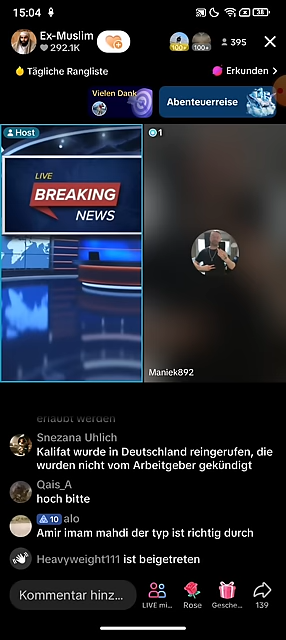 15:04
38
Ex-Muslim
292.1K
100+
100+
395
Tägliche Rangliste
Erkunden
Vielen Dank
Abenteuerreise
Host
1
LIVE
BREAKING
NEWS
Maniek892
erlaubt werden
Snezana Uhlich
Kalifat wurde in Deutschland reingerufen, die
wurden nicht vom Arbeitgeber gekündigt
Qais_A
hoch bitte
10 alo
Amir imam mahdi der typ ist richtig durch
Heavyweight111 ist beigetreten
Kommentar hinz...
LIVE mi...
Rose
Gesche...
139